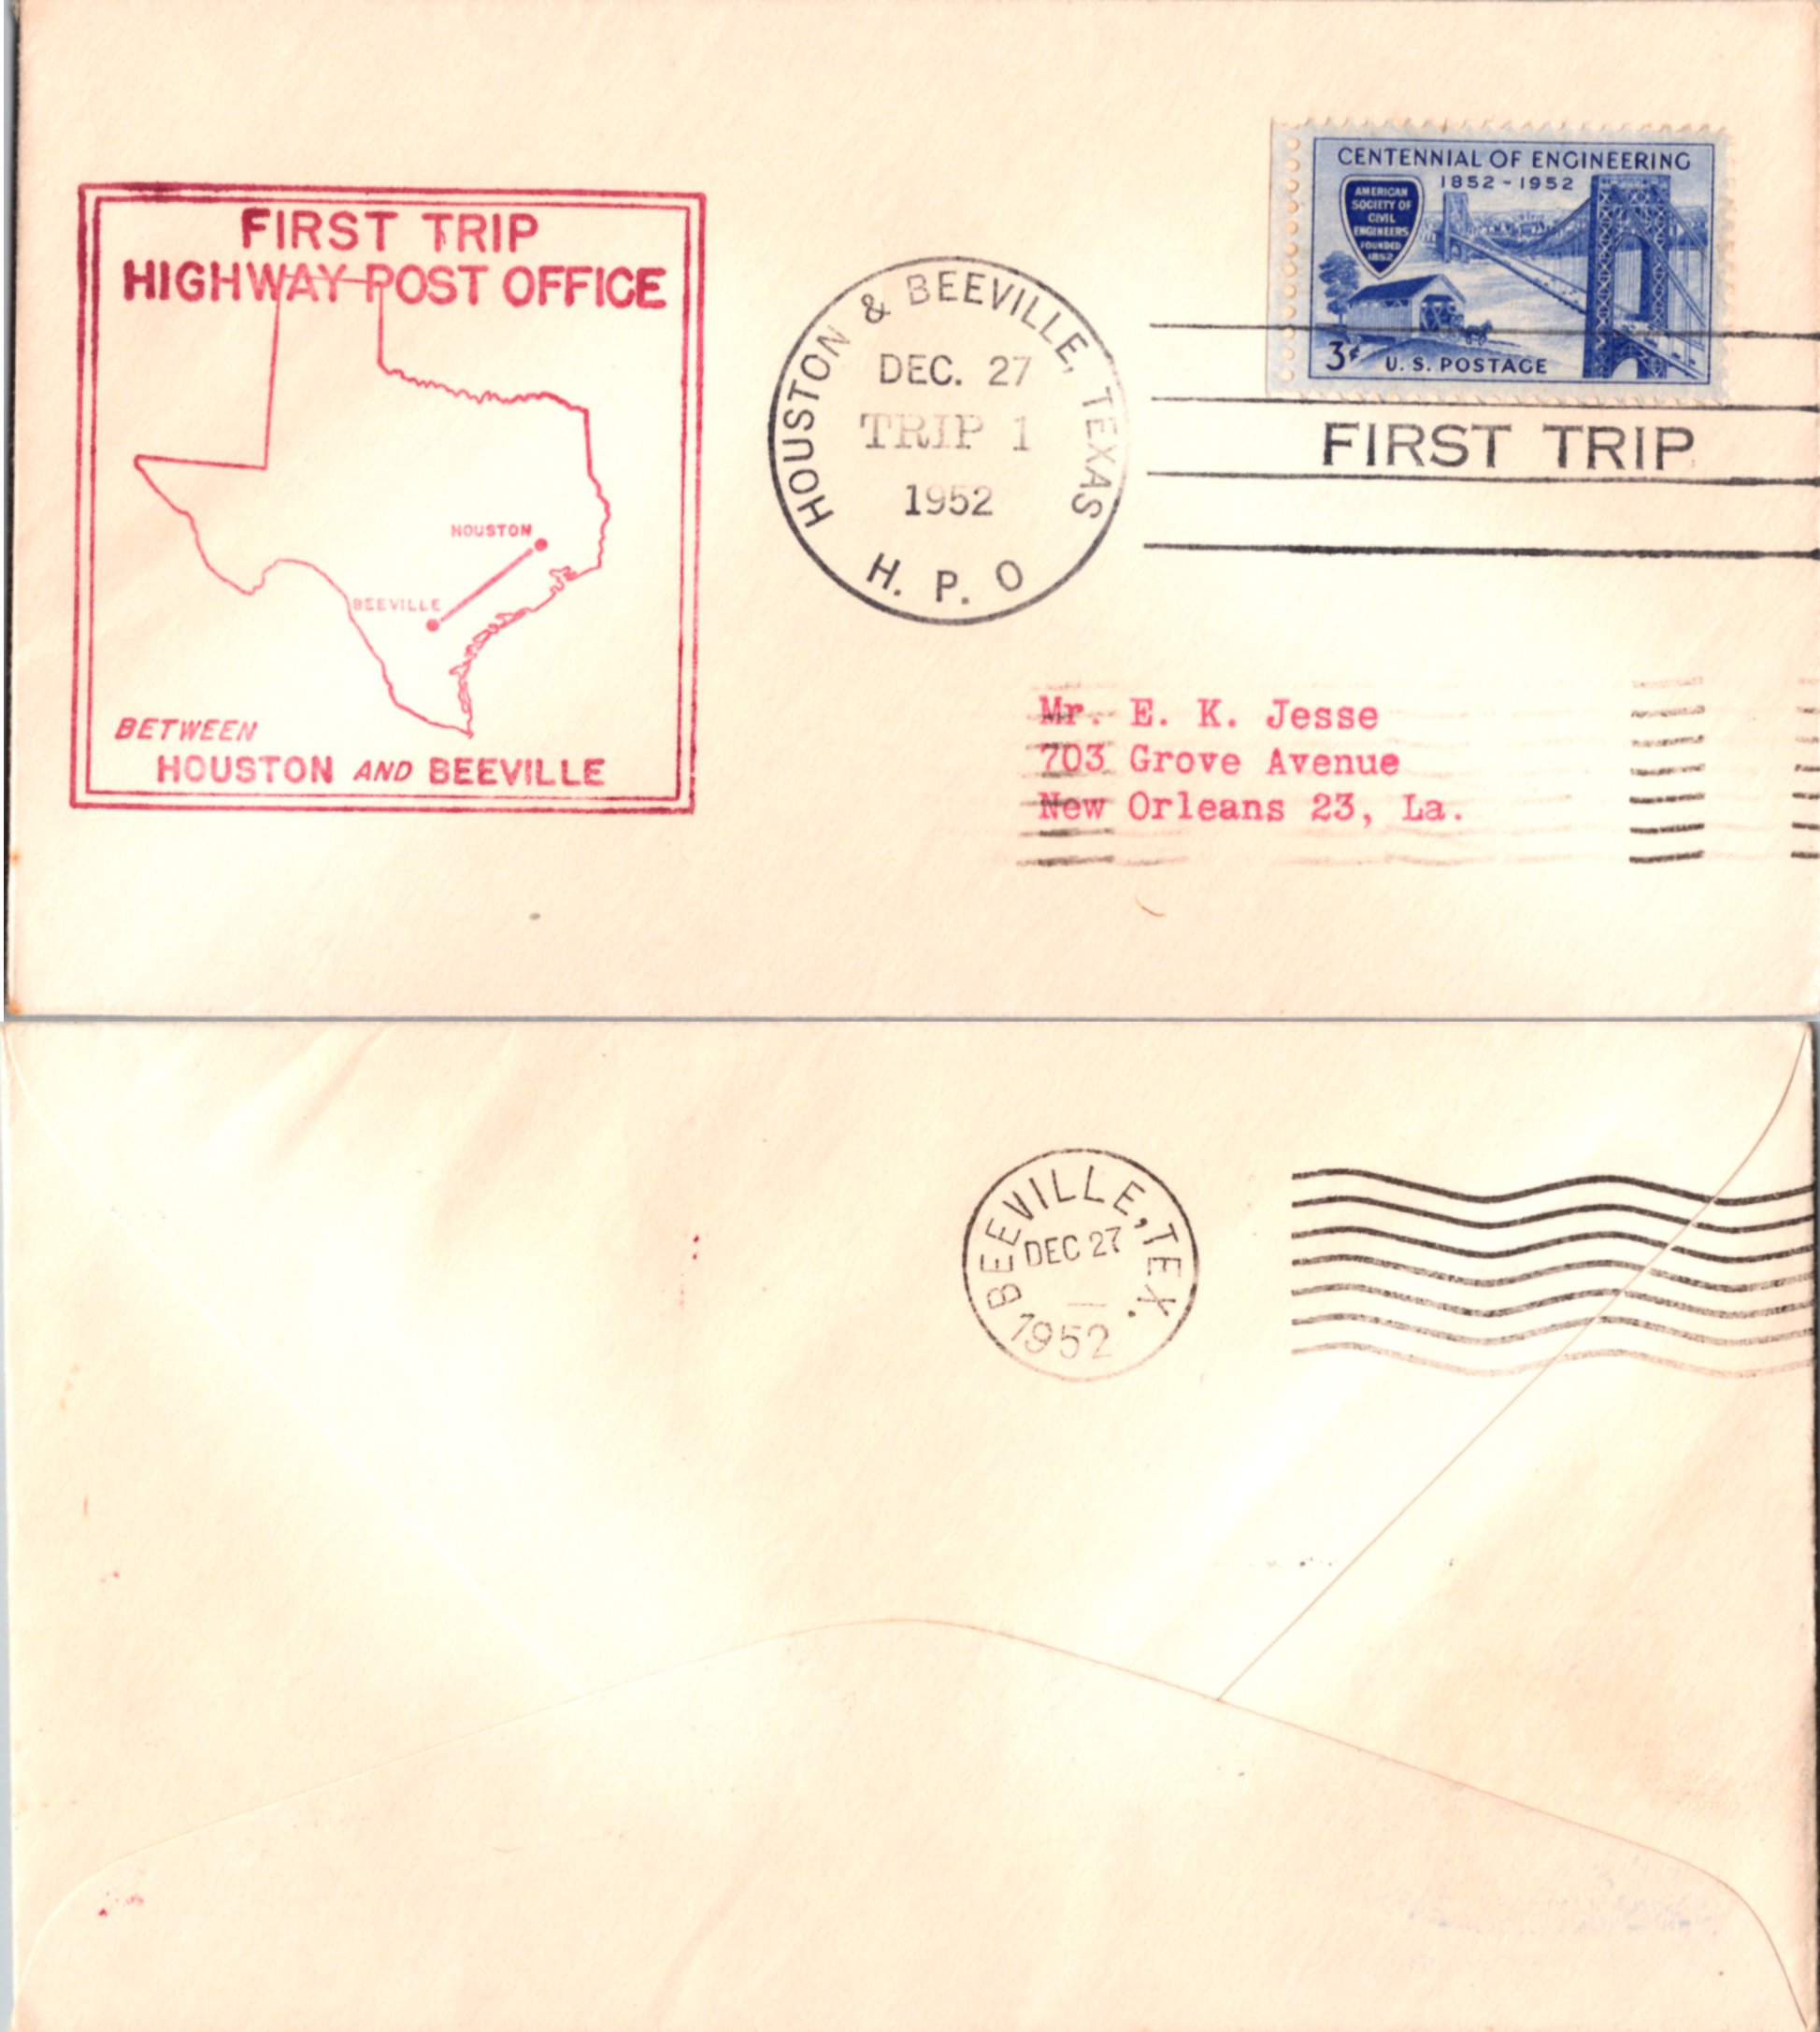 FIRST TRIP
HIGHWAY POST OFFICE
HOUSTON
BEEVILLE
BETWEEN
HOUSTON AND BEEVILLE
HOUSTON & BEEVILLE, TEXAS
DEC. 27
TRIP 1
1952
H. P. O
CENTENNIAL OF ENGINEERING
1852-1952
AMERICAN
SOCIETY OF
CIVIL
ENGINEERS
FOUNDED
1852
3¢ U. S. POSTAGE
FIRST TRIP
Mr. E. K. Jesse
703 Grove Avenue
New Orleans 23, La.
BEEVILLE, TEX.
DEC 27
1952